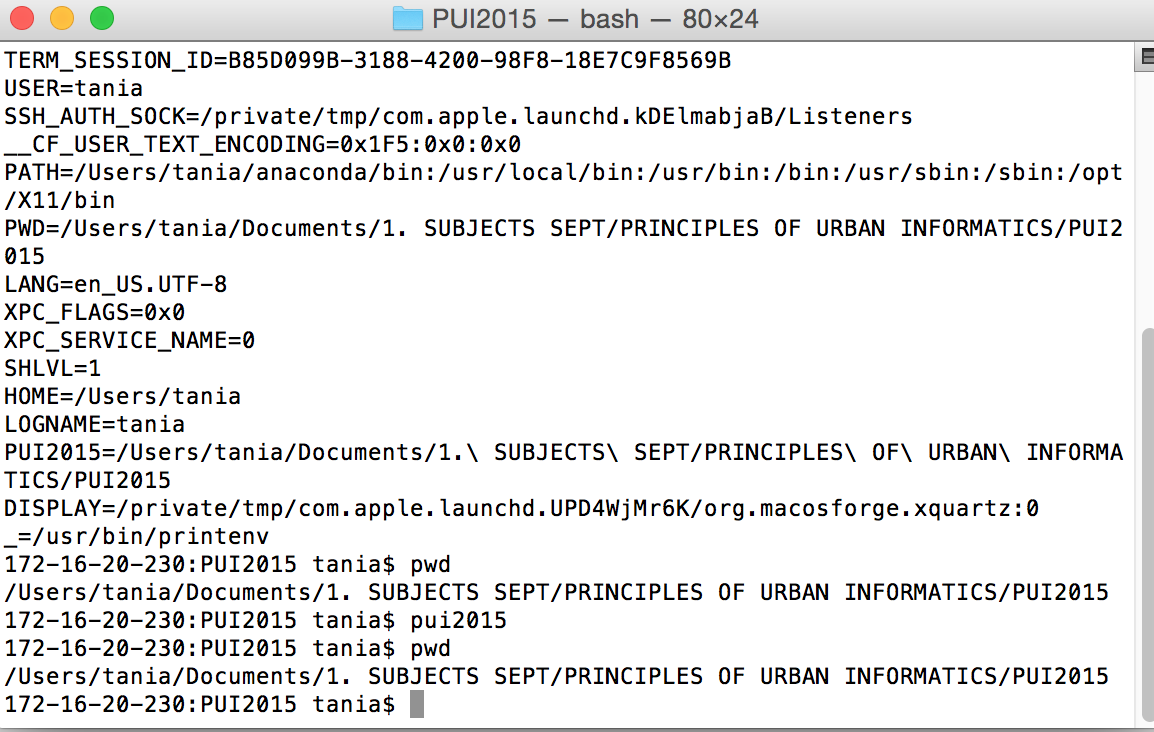 PUI2015 — bash — 80×24
TERM_SESSION_ID=B85D099B-3188-4200-98F8-18E7C9F8569B
USER=tania
SSH_AUTH_SOCK=/private/tmp/com.apple.launchd.kDElmabjaB/Listeners
__CF_USER_TEXT_ENCODING=0x1F5:0x0:0x0
PATH=/Users/tania/anaconda/bin:/usr/local/bin:/usr/bin:/bin:/usr/sbin:/sbin:/opt
/X11/bin
PWD=/Users/tania/Documents/1. SUBJECTS SEPT/PRINCIPLES OF URBAN INFORMATICS/PUI2
015
LANG=en_US.UTF-8
XPC_FLAGS=0x0
XPC_SERVICE_NAME=0
SHLVL=1
HOME=/Users/tania
LOGNAME=tania
PUI2015=/Users/tania/Documents/1.\ SUBJECTS\ SEPT/PRINCIPLES\ OF\ URBAN\ INFORMA
TICS/PUI2015
DISPLAY=/private/tmp/com.apple.launchd.UPD4WjMr6K/org.macosforge.xquartz:0
_=/usr/bin/printenv
172-16-20-230:PUI2015 tania$ pwd
/Users/tania/Documents/1. SUBJECTS SEPT/PRINCIPLES OF URBAN INFORMATICS/PUI2015
172-16-20-230:PUI2015 tania$ pui2015
172-16-20-230:PUI2015 tania$ pwd
/Users/tania/Documents/1. SUBJECTS SEPT/PRINCIPLES OF URBAN INFORMATICS/PUI2015
172-16-20-230:PUI2015 tania$